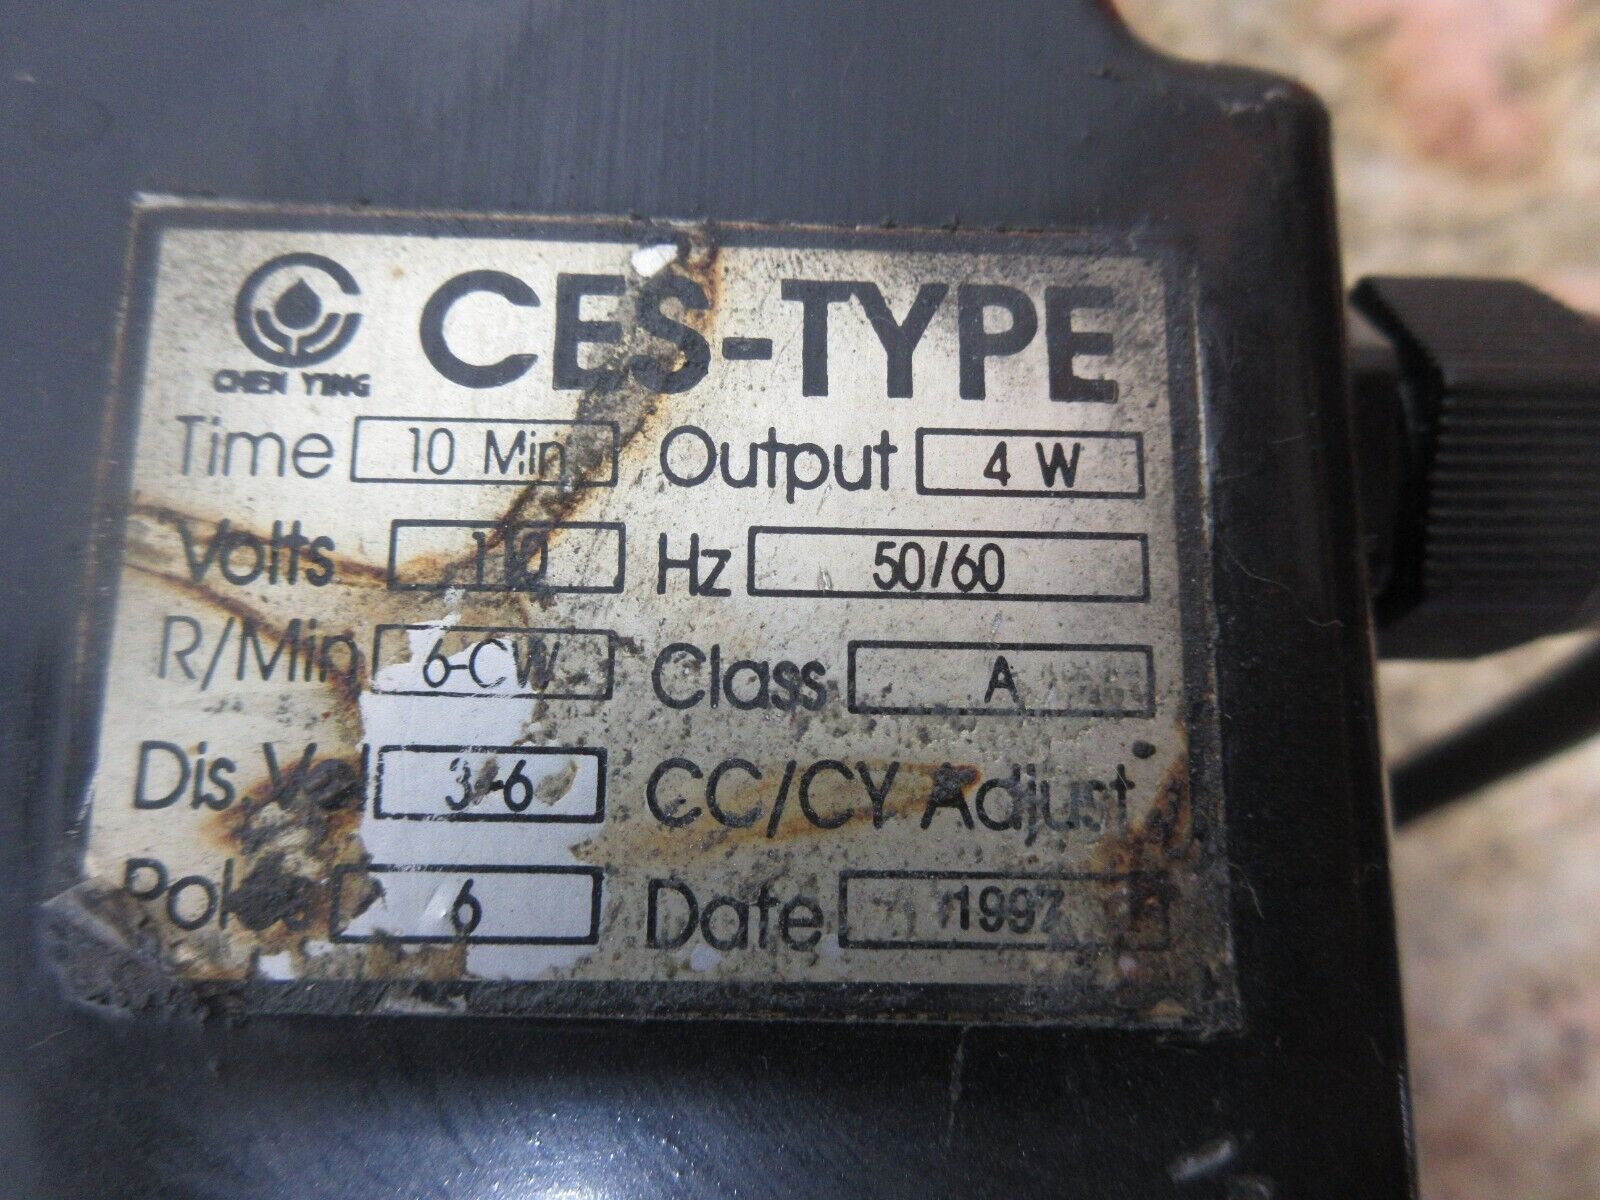 CHEN YING
CES-TYPE
Time 10 Min Output 4 W
Volts 110 Hz 50/60
R/Min 6-CW Class A
Dis.Vol 3-6 CC/CY Adjust
Poles 6 Date 1997